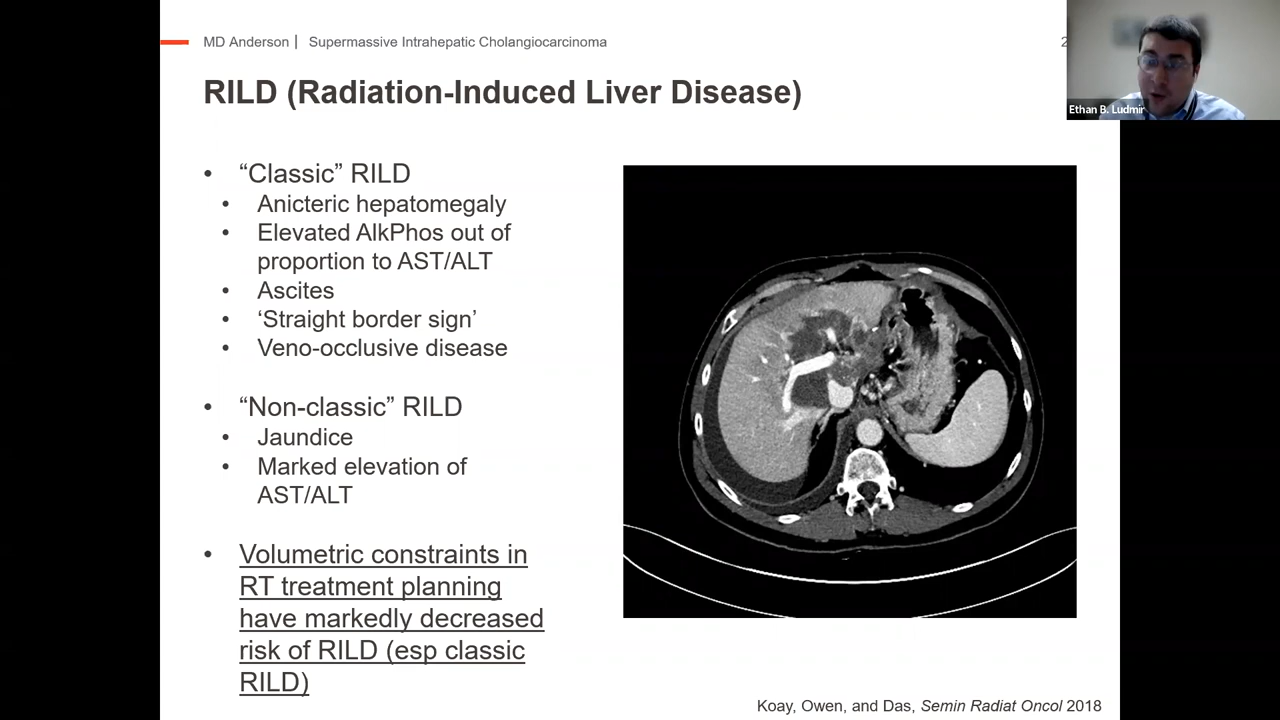 MD Anderson | Supermassive Intrahepatic Cholangiocarcinoma
2
RILD (Radiation-Induced Liver Disease)
Ethan B. Ludmir
• “Classic” RILD
• Anicteric hepatomegaly
• Elevated AlkPhos out of
proportion to AST/ALT
• Ascites
• ‘Straight border sign’
• Veno-occlusive disease
• “Non-classic” RILD
• Jaundice
• Marked elevation of
AST/ALT
• Volumetric constraints in
RT treatment planning
have markedly decreased
risk of RILD (esp classic
RILD)
Koay, Owen, and Das, Semin Radiat Oncol 2018